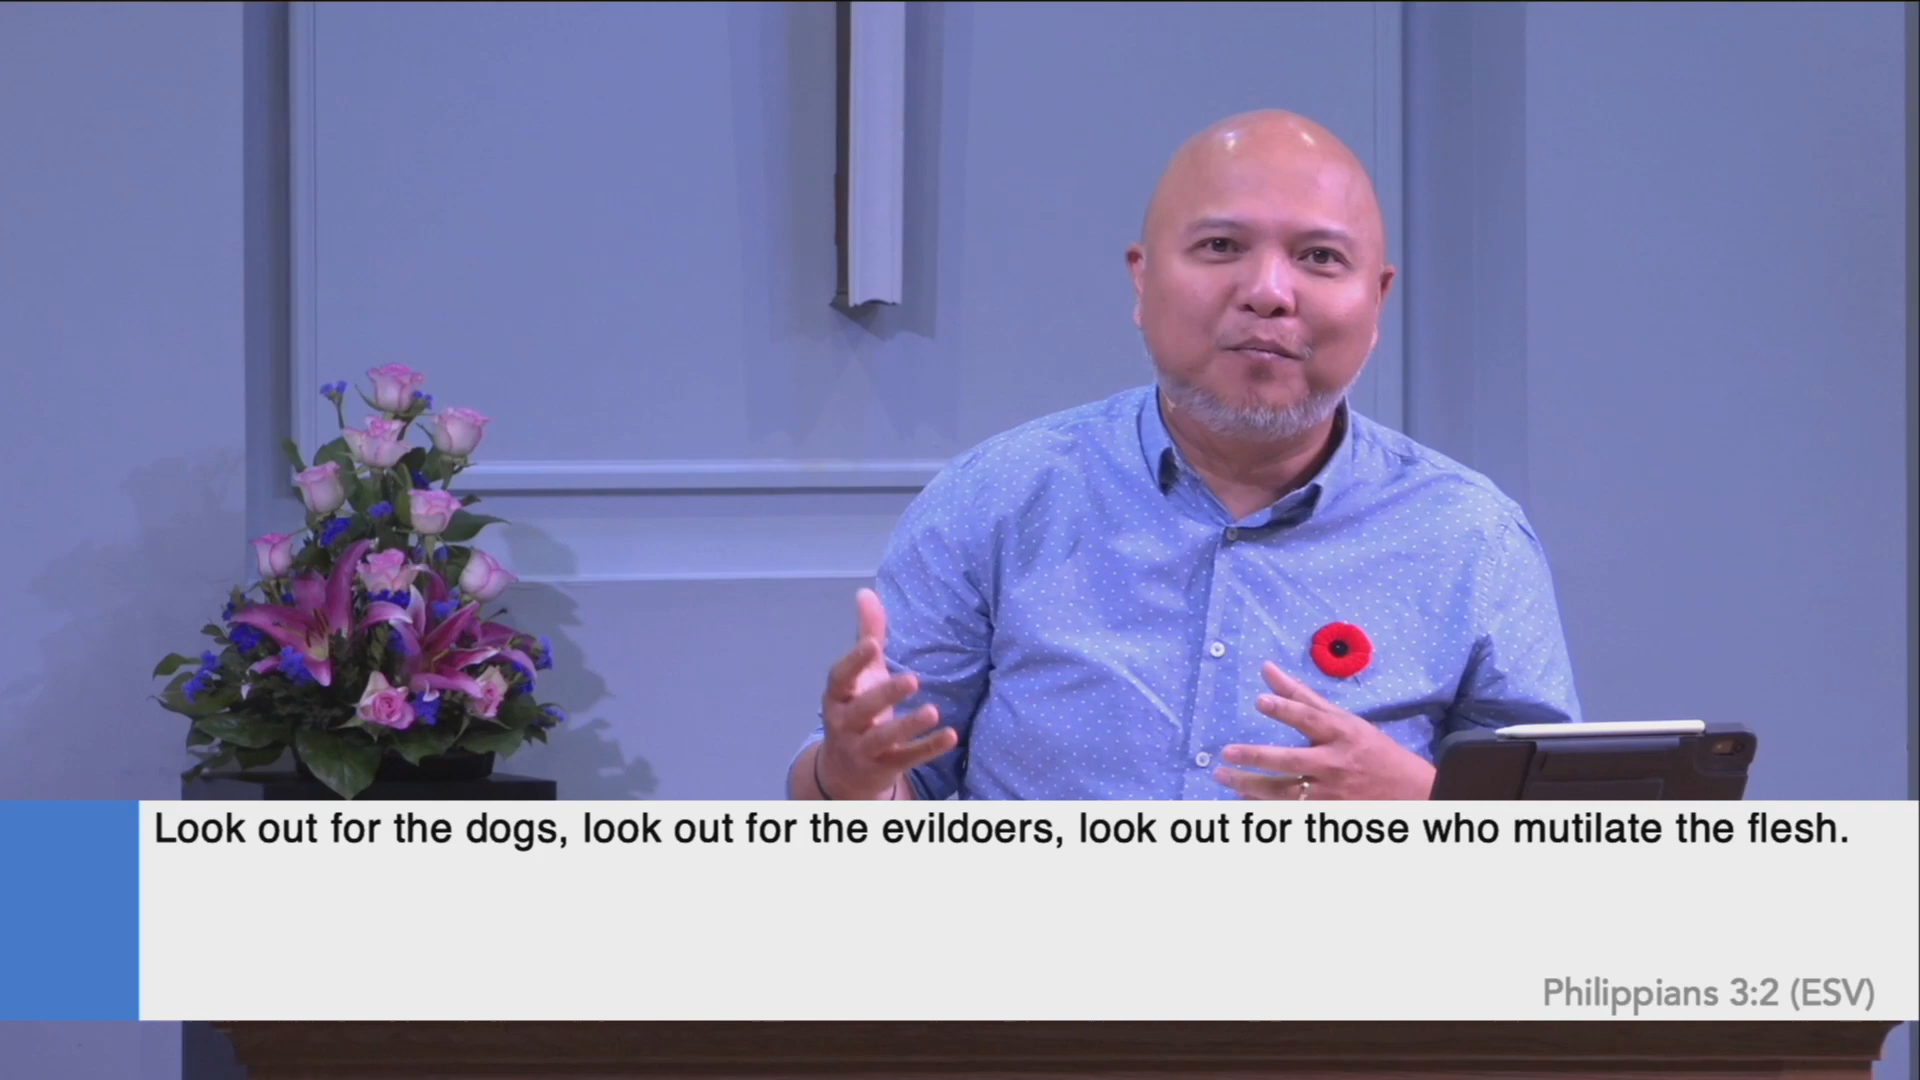 Look out for the dogs, look out for the evildoers, look out for those who mutilate the flesh.
Philippians 3:2 (ESV)